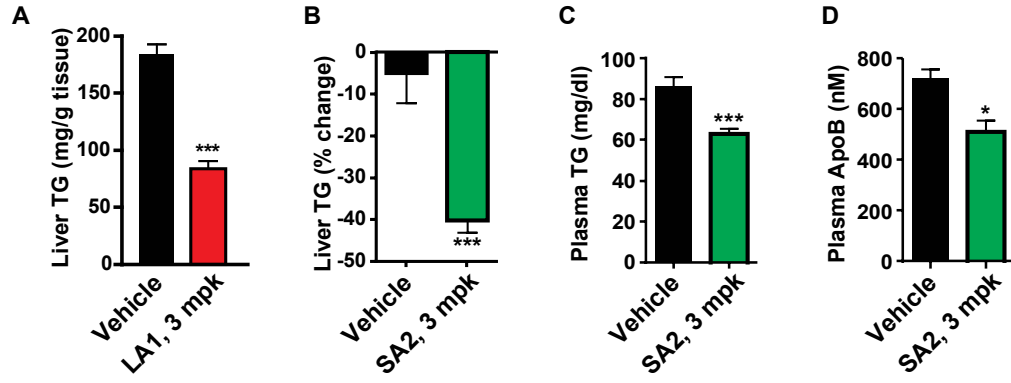 A
Liver TG (mg/g tissue)
200
150
100
50
0
***
Vehicle
LA1, 3 mpk
B
Liver TG (% change)
0
-10
-20
-30
-40
-50
***
Vehicle
SA2, 3 mpk
C
Plasma TG (mg/dl)
100
80
60
40
20
0
***
Vehicle
SA2, 3 mpk
D
Plasma ApoB (nM)
800
600
400
200
0
*
Vehicle
SA2, 3 mpk